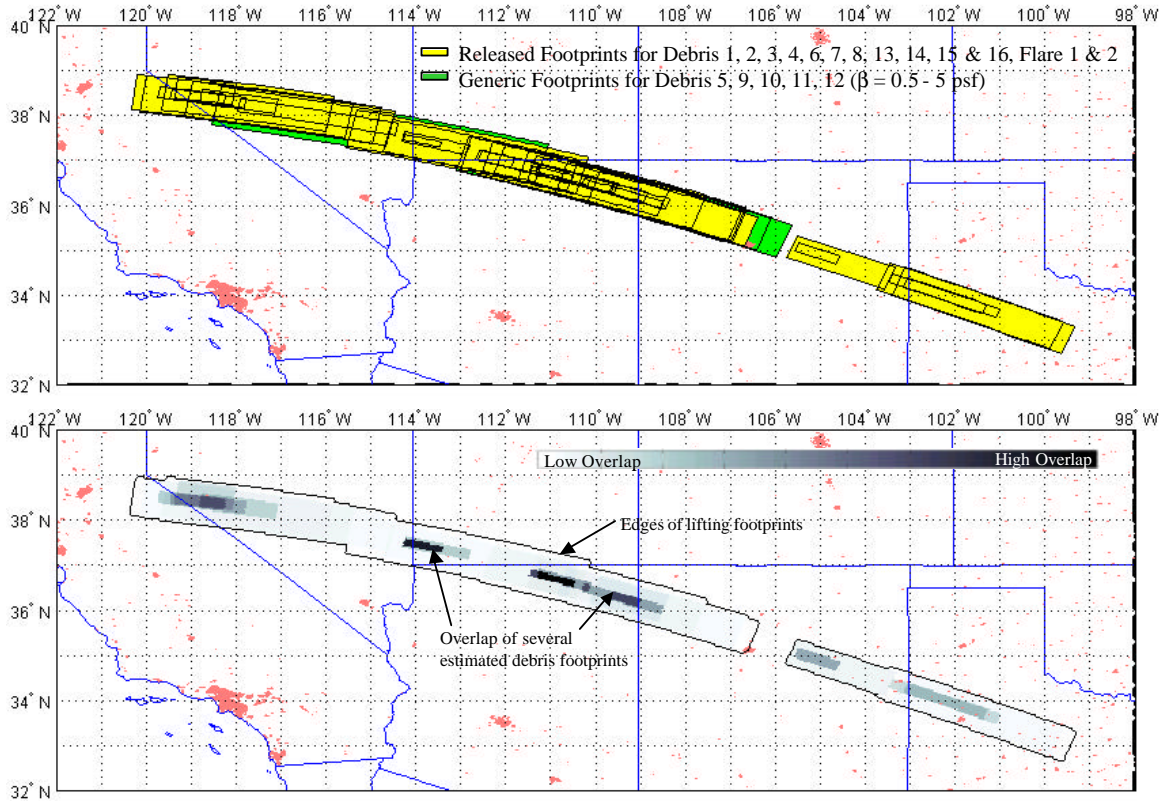 122° W 120° W 118° W 116° W 114° W 112° W 110° W 108° W 106° W 104° W 102° W 100° W 98° W
40° N
Released Footprints for Debris 1, 2, 3, 4, 6, 7, 8, 13, 14, 15 & 16, Flare 1 & 2
Generic Footprints for Debris 5, 9, 10, 11, 12 (β = 0.5 - 5 psf)
38° N
36° N
34° N
32° N
122° W 120° W 118° W 116° W 114° W 112° W 110° W 108° W 106° W 104° W 102° W 100° W 98° W
40° N
Low Overlap High Overlap
Edges of lifting footprints
38° N
36° N
Overlap of several
estimated debris footprints
34° N
32° N